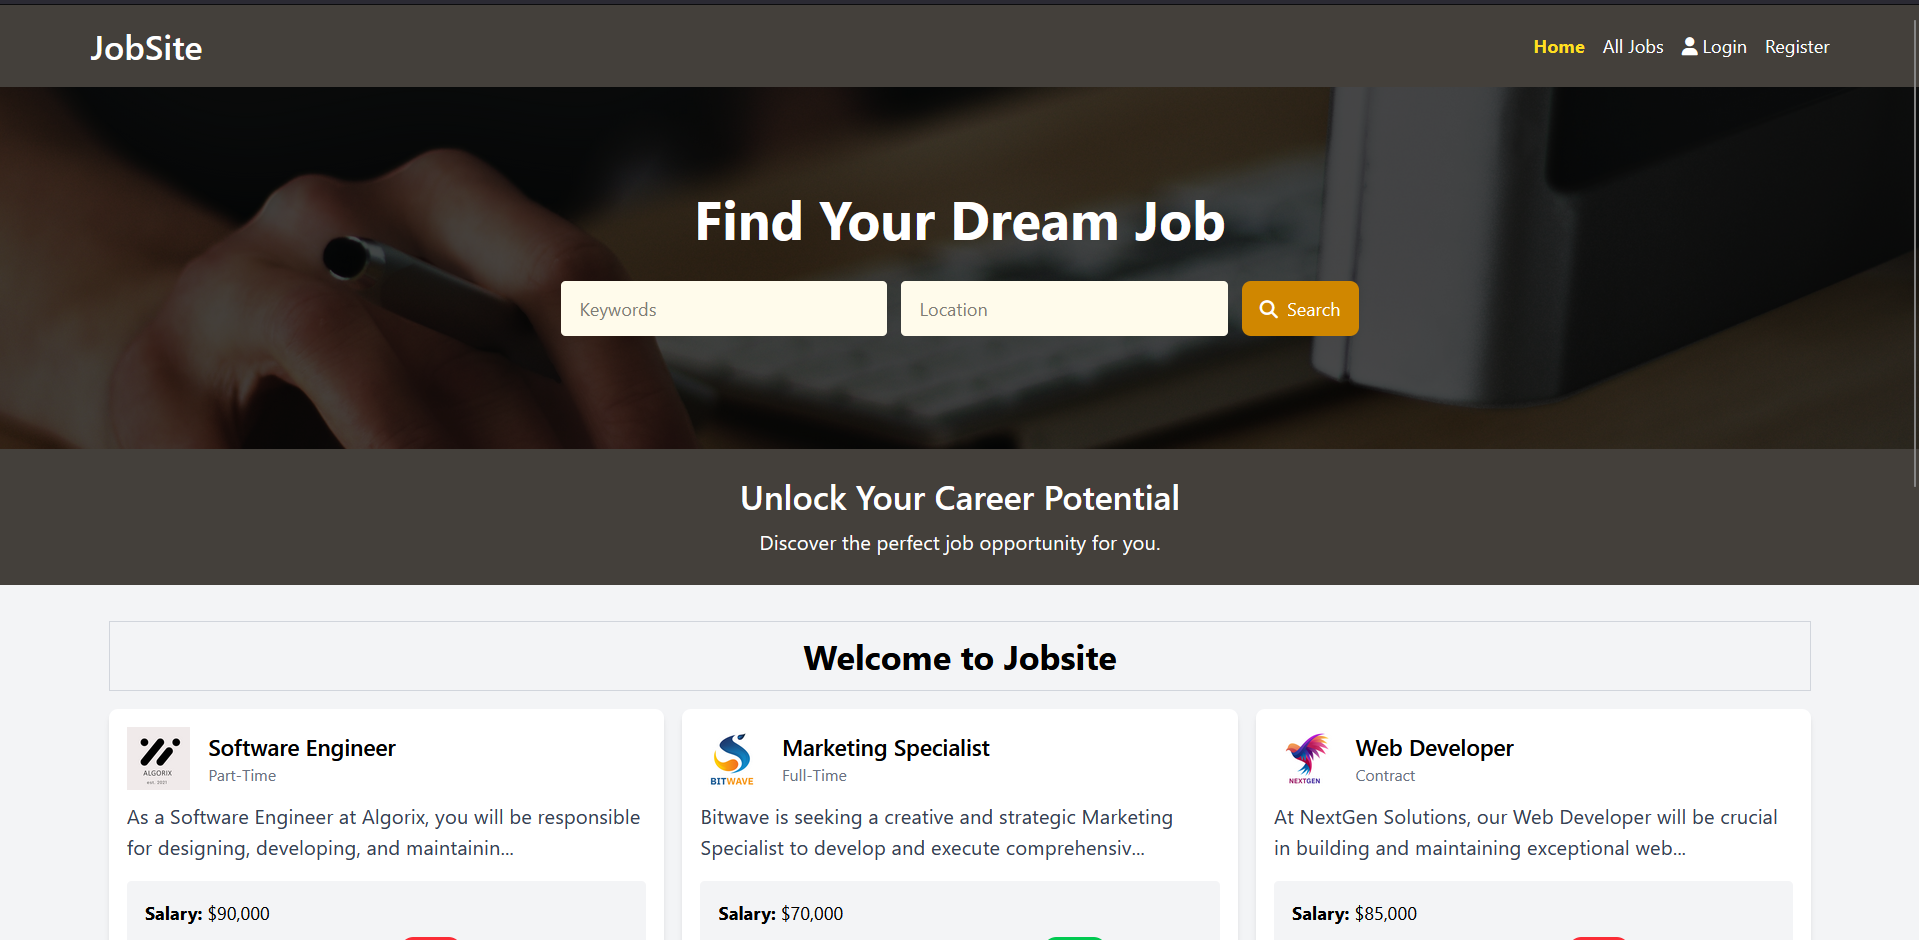 JobSite
Home All Jobs Login Register
Find Your Dream Job
Keywords Location Search
Unlock Your Career Potential
Discover the perfect job opportunity for you.
Welcome to Jobsite
ALGORIX
est. 2021
Software Engineer
Part-Time
As a Software Engineer at Algorix, you will be responsible
for designing, developing, and maintainin...
Salary: $90,000
BITWAVE
Marketing Specialist
Full-Time
Bitwave is seeking a creative and strategic Marketing
Specialist to develop and execute comprehensiv...
Salary: $70,000
NEXTGEN
Web Developer
Contract
At NextGen Solutions, our Web Developer will be crucial
in building and maintaining exceptional web...
Salary: $85,000